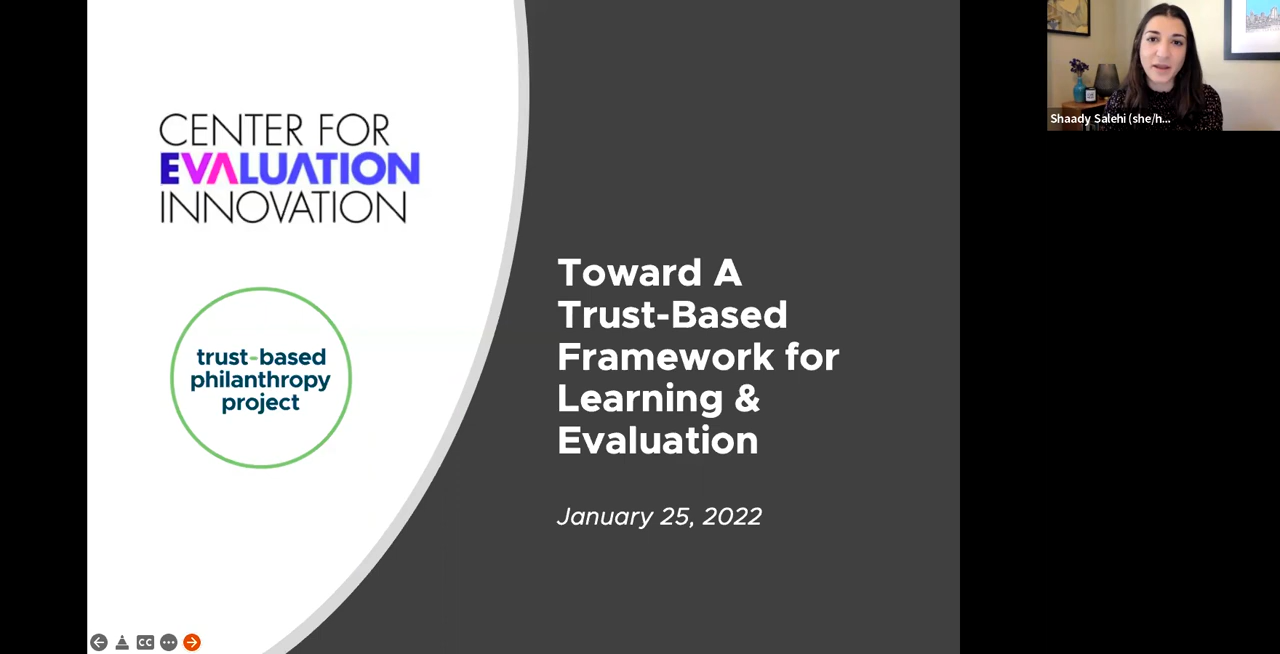 CENTER FOR
EVALUATION
INNOVATION
trust-based
philanthropy
project
Toward A
Trust-Based
Framework for
Learning &
Evaluation
January 25, 2022
Shaady Salehi (she/h...
CC